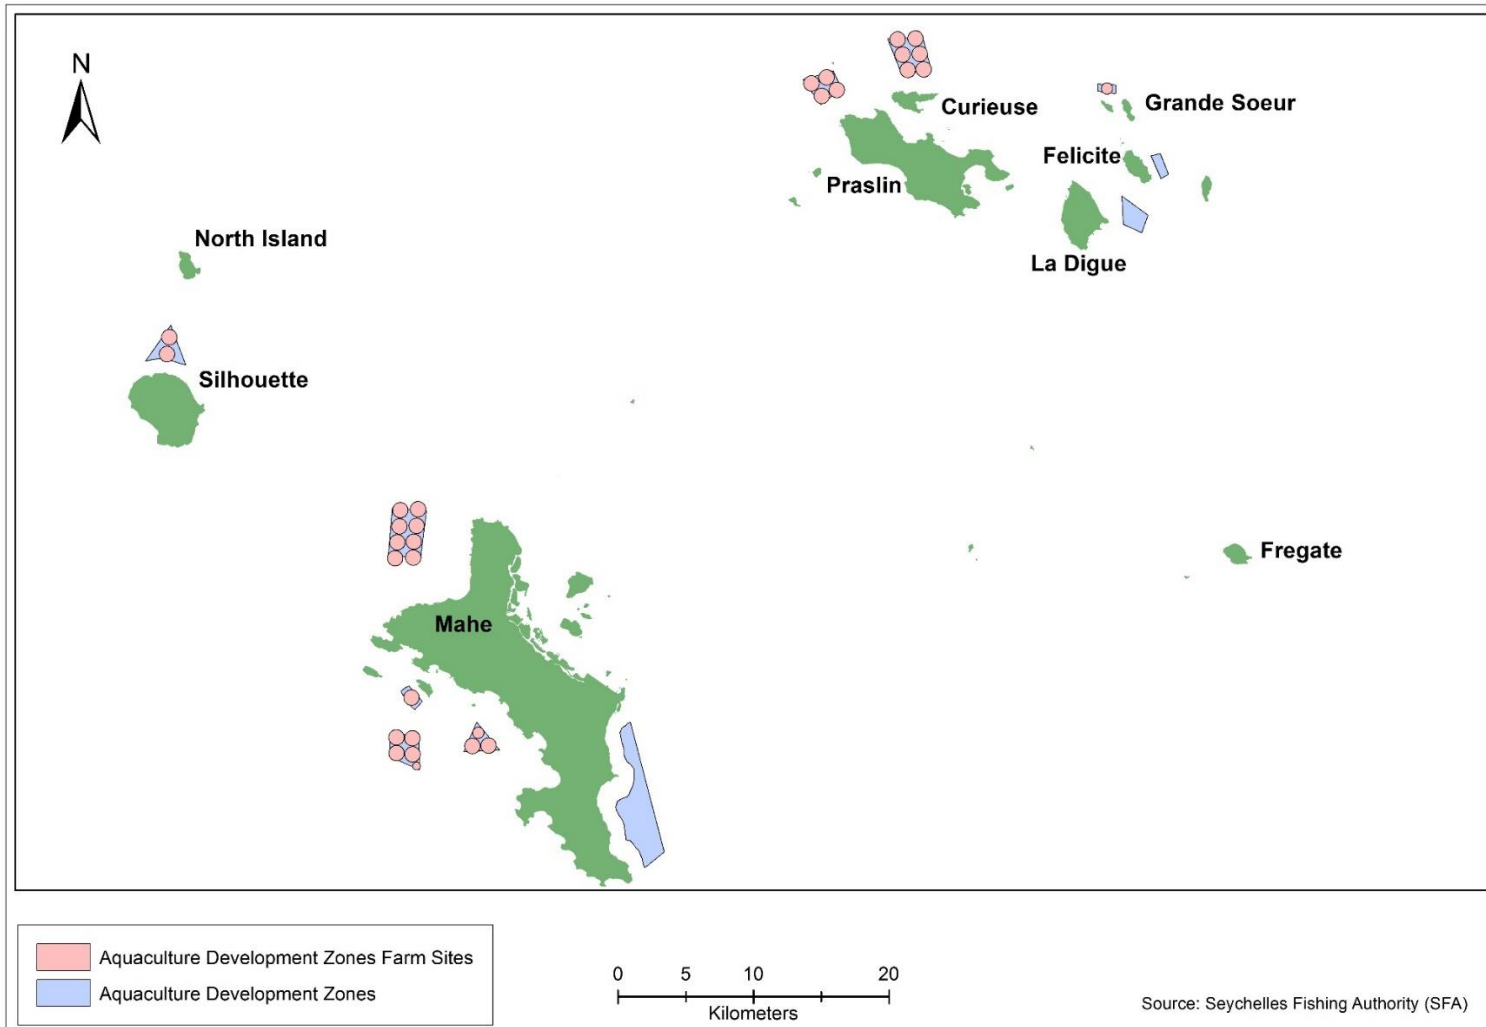 N
Curieuse
Grande Soeur
Felicite
Praslin
North Island
La Digue
Silhouette
Fregate
Mahe
Aquaculture Development Zones Farm Sites
Aquaculture Development Zones
0 5 10 20
Kilometers
Source: Seychelles Fishing Authority (SFA)